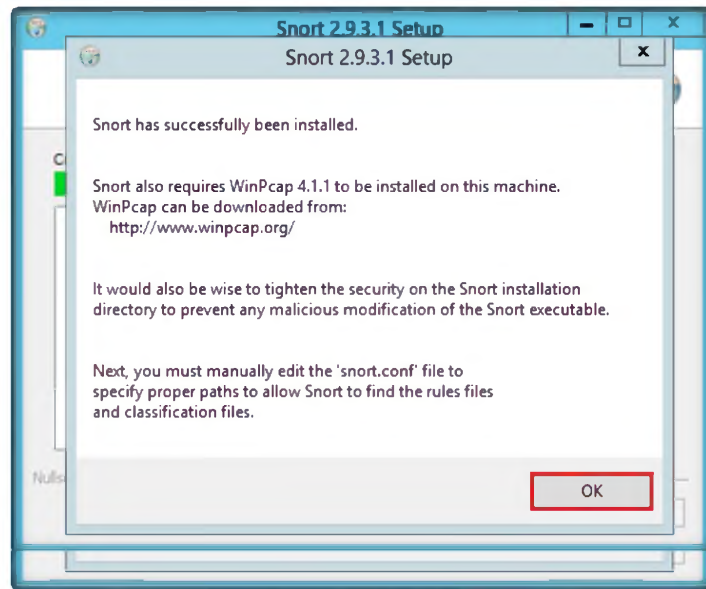 Snort 2.9.3.1 Setup
Snort 2.9.3.1 Setup
Snort has successfully been installed.
Snort also requires WinPcap 4.1.1 to be installed on this machine.
WinPcap can be downloaded from:
http://www.winpcap.org/
It would also be wise to tighten the security on the Snort installation
directory to prevent any malicious modification of the Snort executable.
Next, you must manually edit the 'snort.conf' file to
specify proper paths to allow Snort to find the rules files
and classification files.
OK